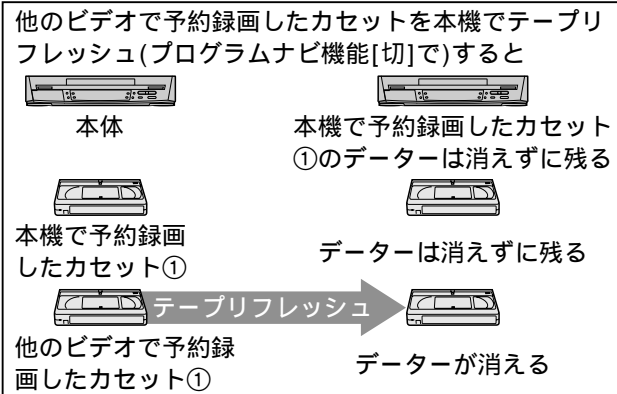 他のビデオで予約録画したカセットを本機でテープリ
フレッシュ(プログラムナビ機能[切]で)すると
本体
本機で予約録画したカセット
①のデーターは消えずに残る
本機で予約録画
したカセット①
データーは消えずに残る
テープリフレッシュ
他のビデオで予約録
画したカセット①
データーが消える